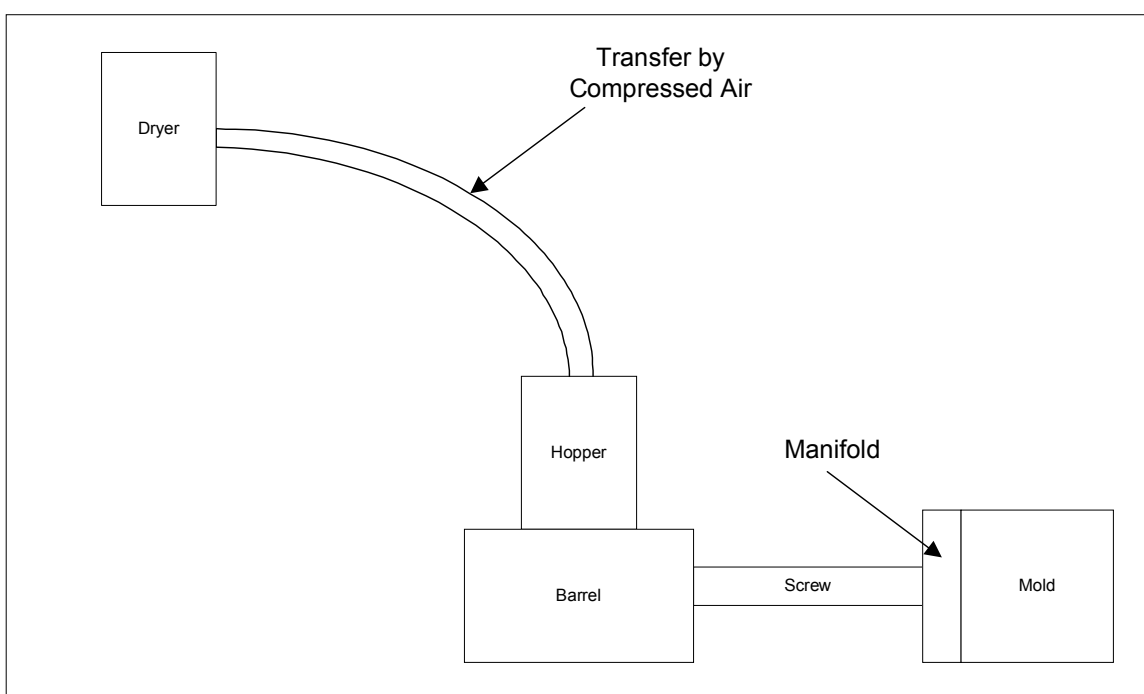 Transfer by
Compressed Air
Dryer
Hopper
Manifold
Barrel
Screw
Mold